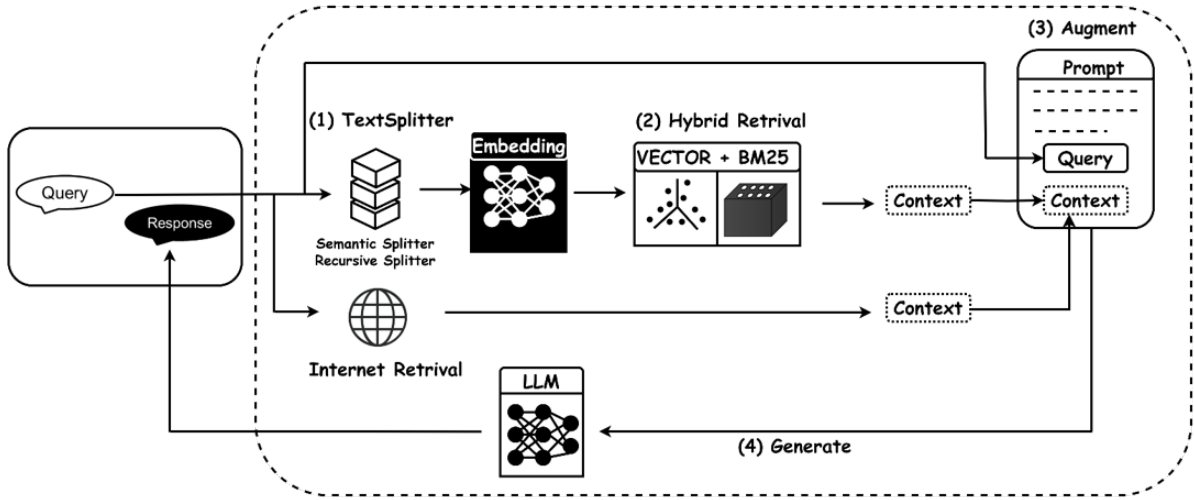 (3) Augment
Prompt
(1) TextSplitter
(2) Hybrid Retrival
Embedding
VECTOR + BM25
Query
Query
Context
Context
Response
Semantic Splitter
Recursive Splitter
Context
Internet Retrival
LLM
(4) Generate